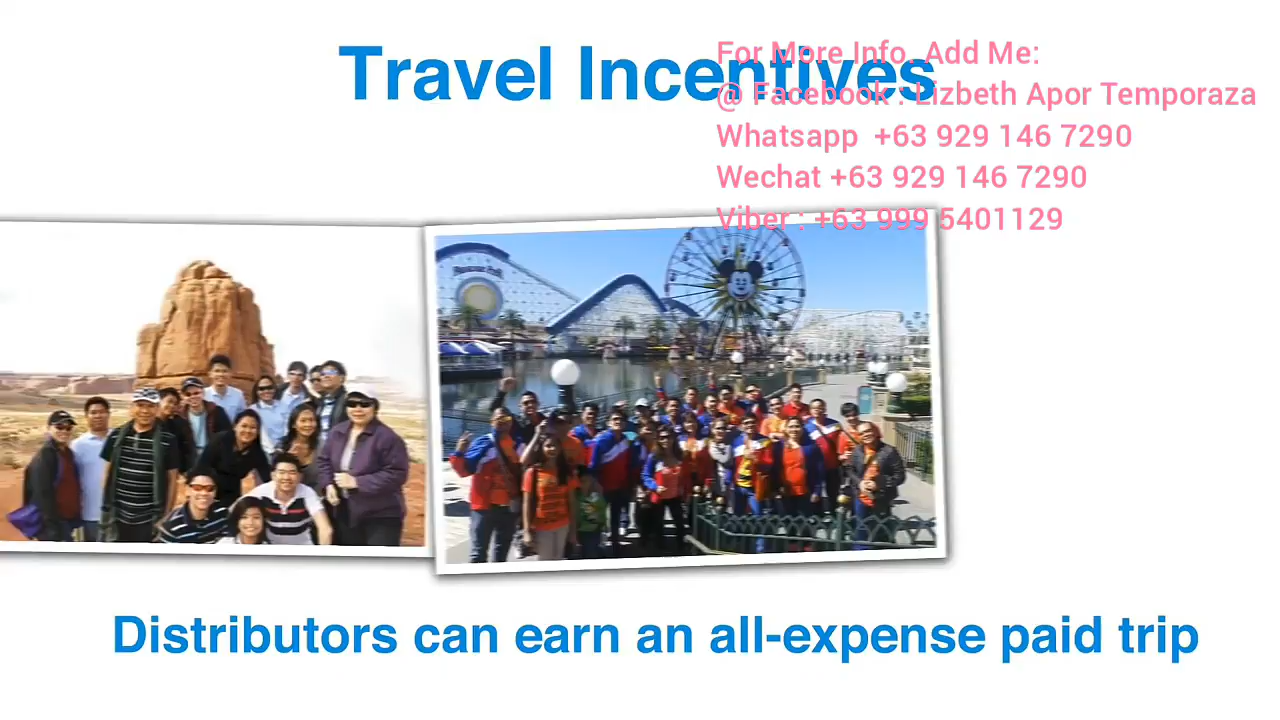 Travel Incentives
For More Info. Add Me:
@ Facebook : Lizbeth Apor Temporaza
Whatsapp +63 929 146 7290
Wechat +63 929 146 7290
Viber : +63 999 5401129
Distributors can earn an all-expense paid trip